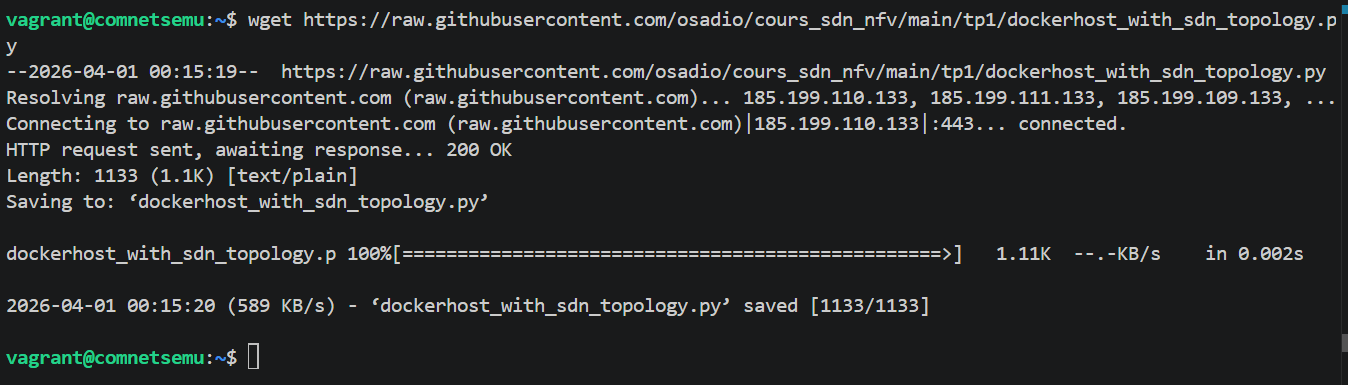 vagrant@comnetsemu:~$ wget https://raw.githubusercontent.com/osadio/cours_sdn_nfv/main/tp1/dockerhost_with_sdn_topology.p
y
--2026-04-01 00:15:19--  https://raw.githubusercontent.com/osadio/cours_sdn_nfv/main/tp1/dockerhost_with_sdn_topology.py
Resolving raw.githubusercontent.com (raw.githubusercontent.com)... 185.199.110.133, 185.199.111.133, 185.199.109.133, ...
Connecting to raw.githubusercontent.com (raw.githubusercontent.com)|185.199.110.133|:443... connected.
HTTP request sent, awaiting response... 200 OK
Length: 1133 (1.1K) [text/plain]
Saving to: ‘dockerhost_with_sdn_topology.py’

dockerhost_with_sdn_topology.p 100%[=================================================>]   1.11K  --.-KB/s    in 0.002s

2026-04-01 00:15:20 (589 KB/s) - ‘dockerhost_with_sdn_topology.py’ saved [1133/1133]

vagrant@comnetsemu:~$